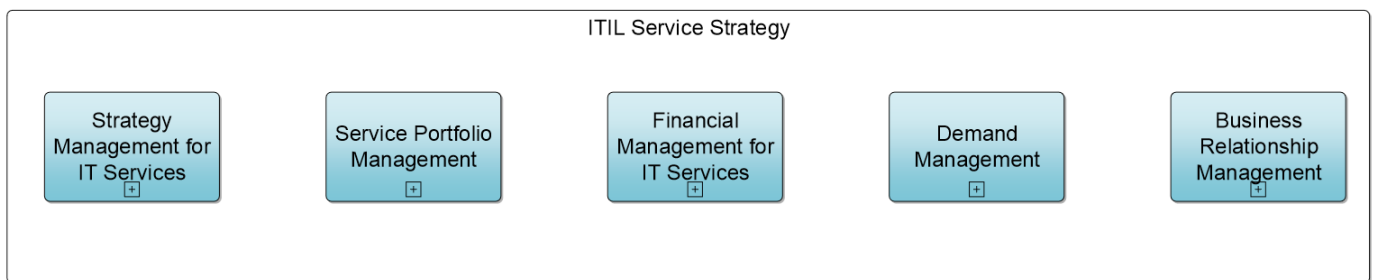 ITIL Service Strategy
Strategy
Management for
IT Services
Service Portfolio
Management
Financial
Management for
IT Services
Demand
Management
Business
Relationship
Management